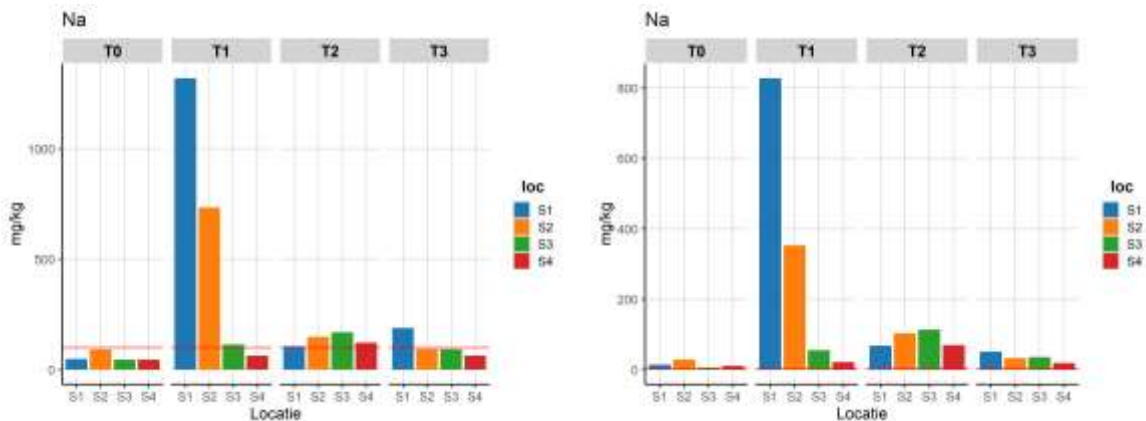 Na
T0 T1 T2 T3
1000
500
0
mg/kg
S1 S2 S3 S4 S1 S2 S3 S4 S1 S2 S3 S4 S1 S2 S3 S4
Locatie
loc
S1
S2
S3
S4
Na
T0 T1 T2 T3
800
600
400
200
0
mg/kg
S1 S2 S3 S4 S1 S2 S3 S4 S1 S2 S3 S4 S1 S2 S3 S4
Locatie
loc
S1
S2
S3
S4